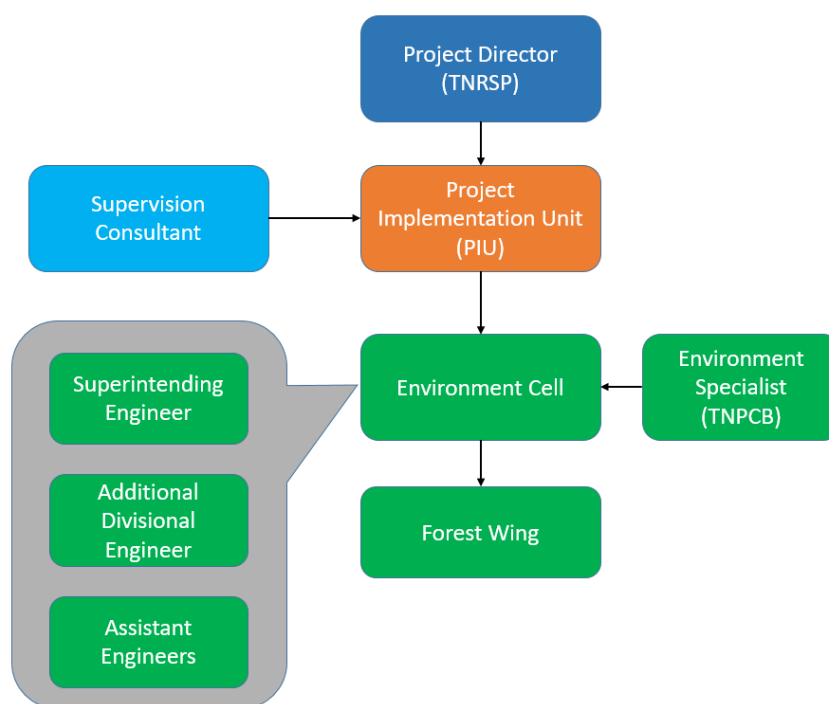 Project Director
(TNRSP)
Supervision
Consultant
Project
Implementation Unit
(PIU)
Superintending
Engineer
Additional
Divisional
Engineer
Assistant
Engineers
Environment Cell
Environment
Specialist
(TNPCB)
Forest Wing